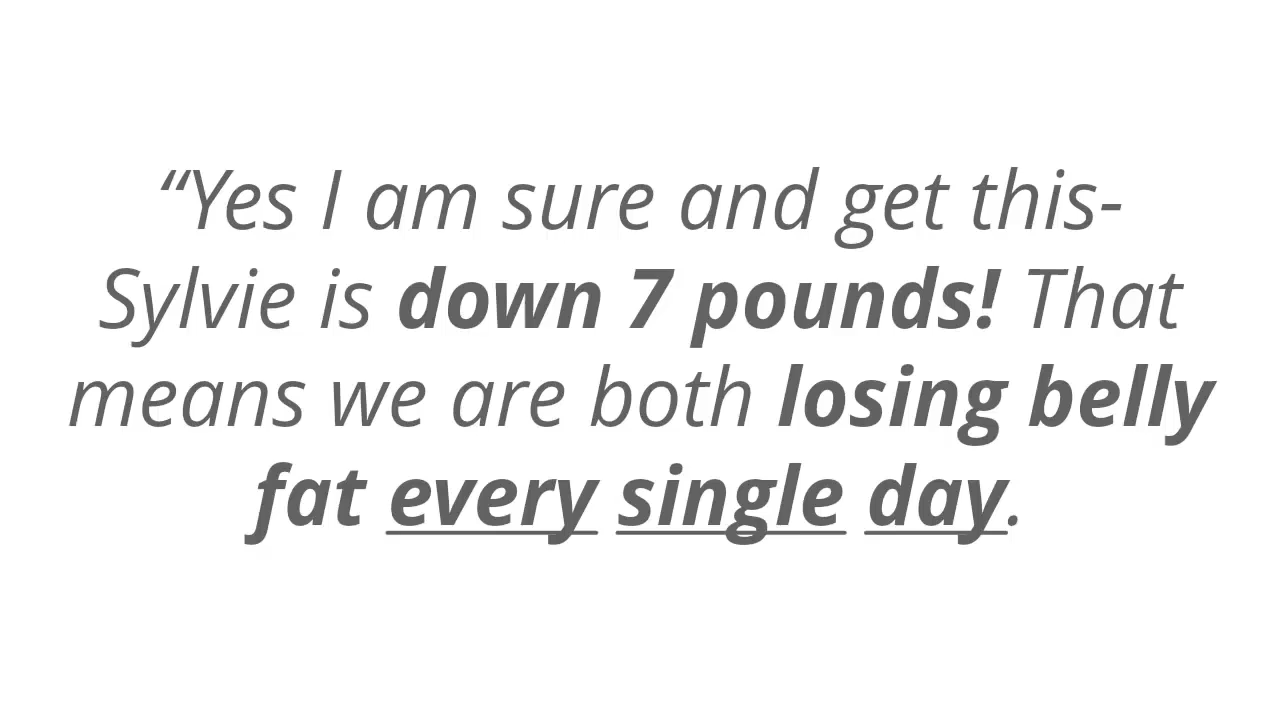 “Yes I am sure and get this-
Sylvie is down 7 pounds! That
means we are both losing belly
fat every single day.